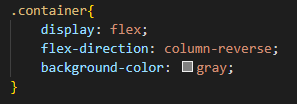 .container{
display: flex;
flex-direction: column-reverse;
background-color: gray;
}